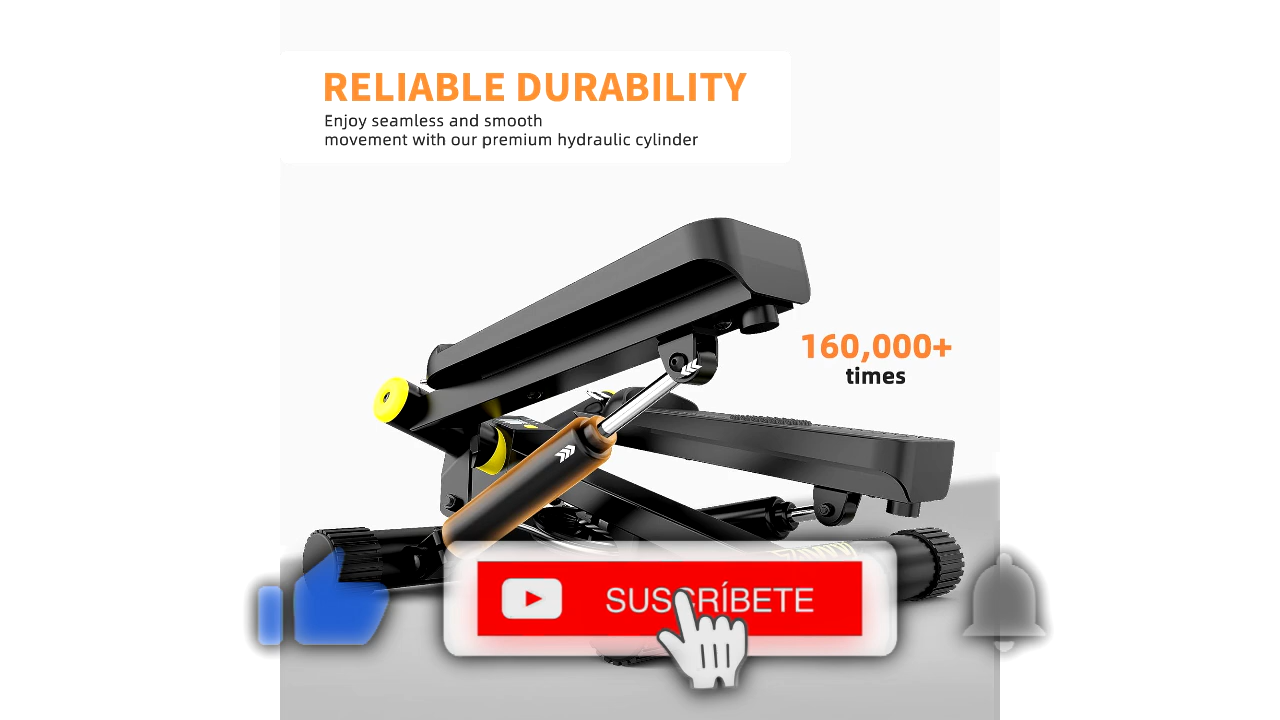 RELIABLE DURABILITY
Enjoy seamless and smooth
movement with our premium hydraulic cylinder
160,000+
times
SUSCRÍBETE